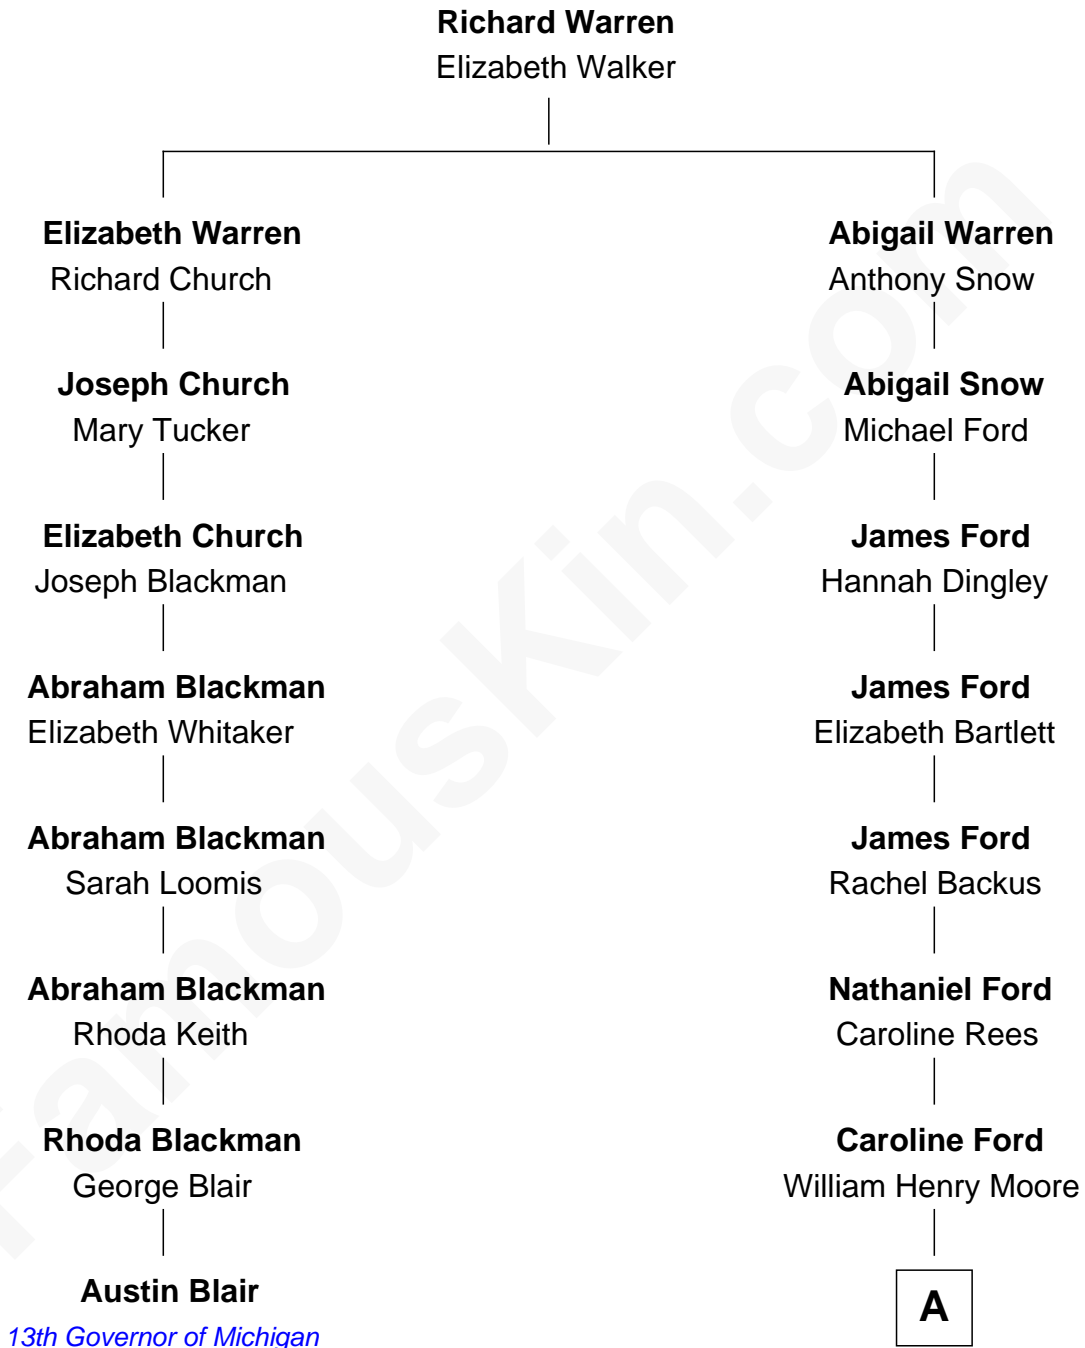 Richard Warren
Elizabeth Walker
Elizabeth Warren
Richard Church
Joseph Church
Mary Tucker
Elizabeth Church
Joseph Blackman
Abraham Blackman
Elizabeth Whitaker
Abraham Blackman
Sarah Loomis
Abraham Blackman
Rhoda Keith
Rhoda Blackman
George Blair
Austin Blair
13th Governor of Michigan
Abigail Warren
Anthony Snow
Abigail Snow
Michael Ford
James Ford
Hannah Dingley
James Ford
Elizabeth Bartlett
James Ford
Rachel Backus
Nathaniel Ford
Caroline Rees
Caroline Ford
William Henry Moore
A
FamousKin.com